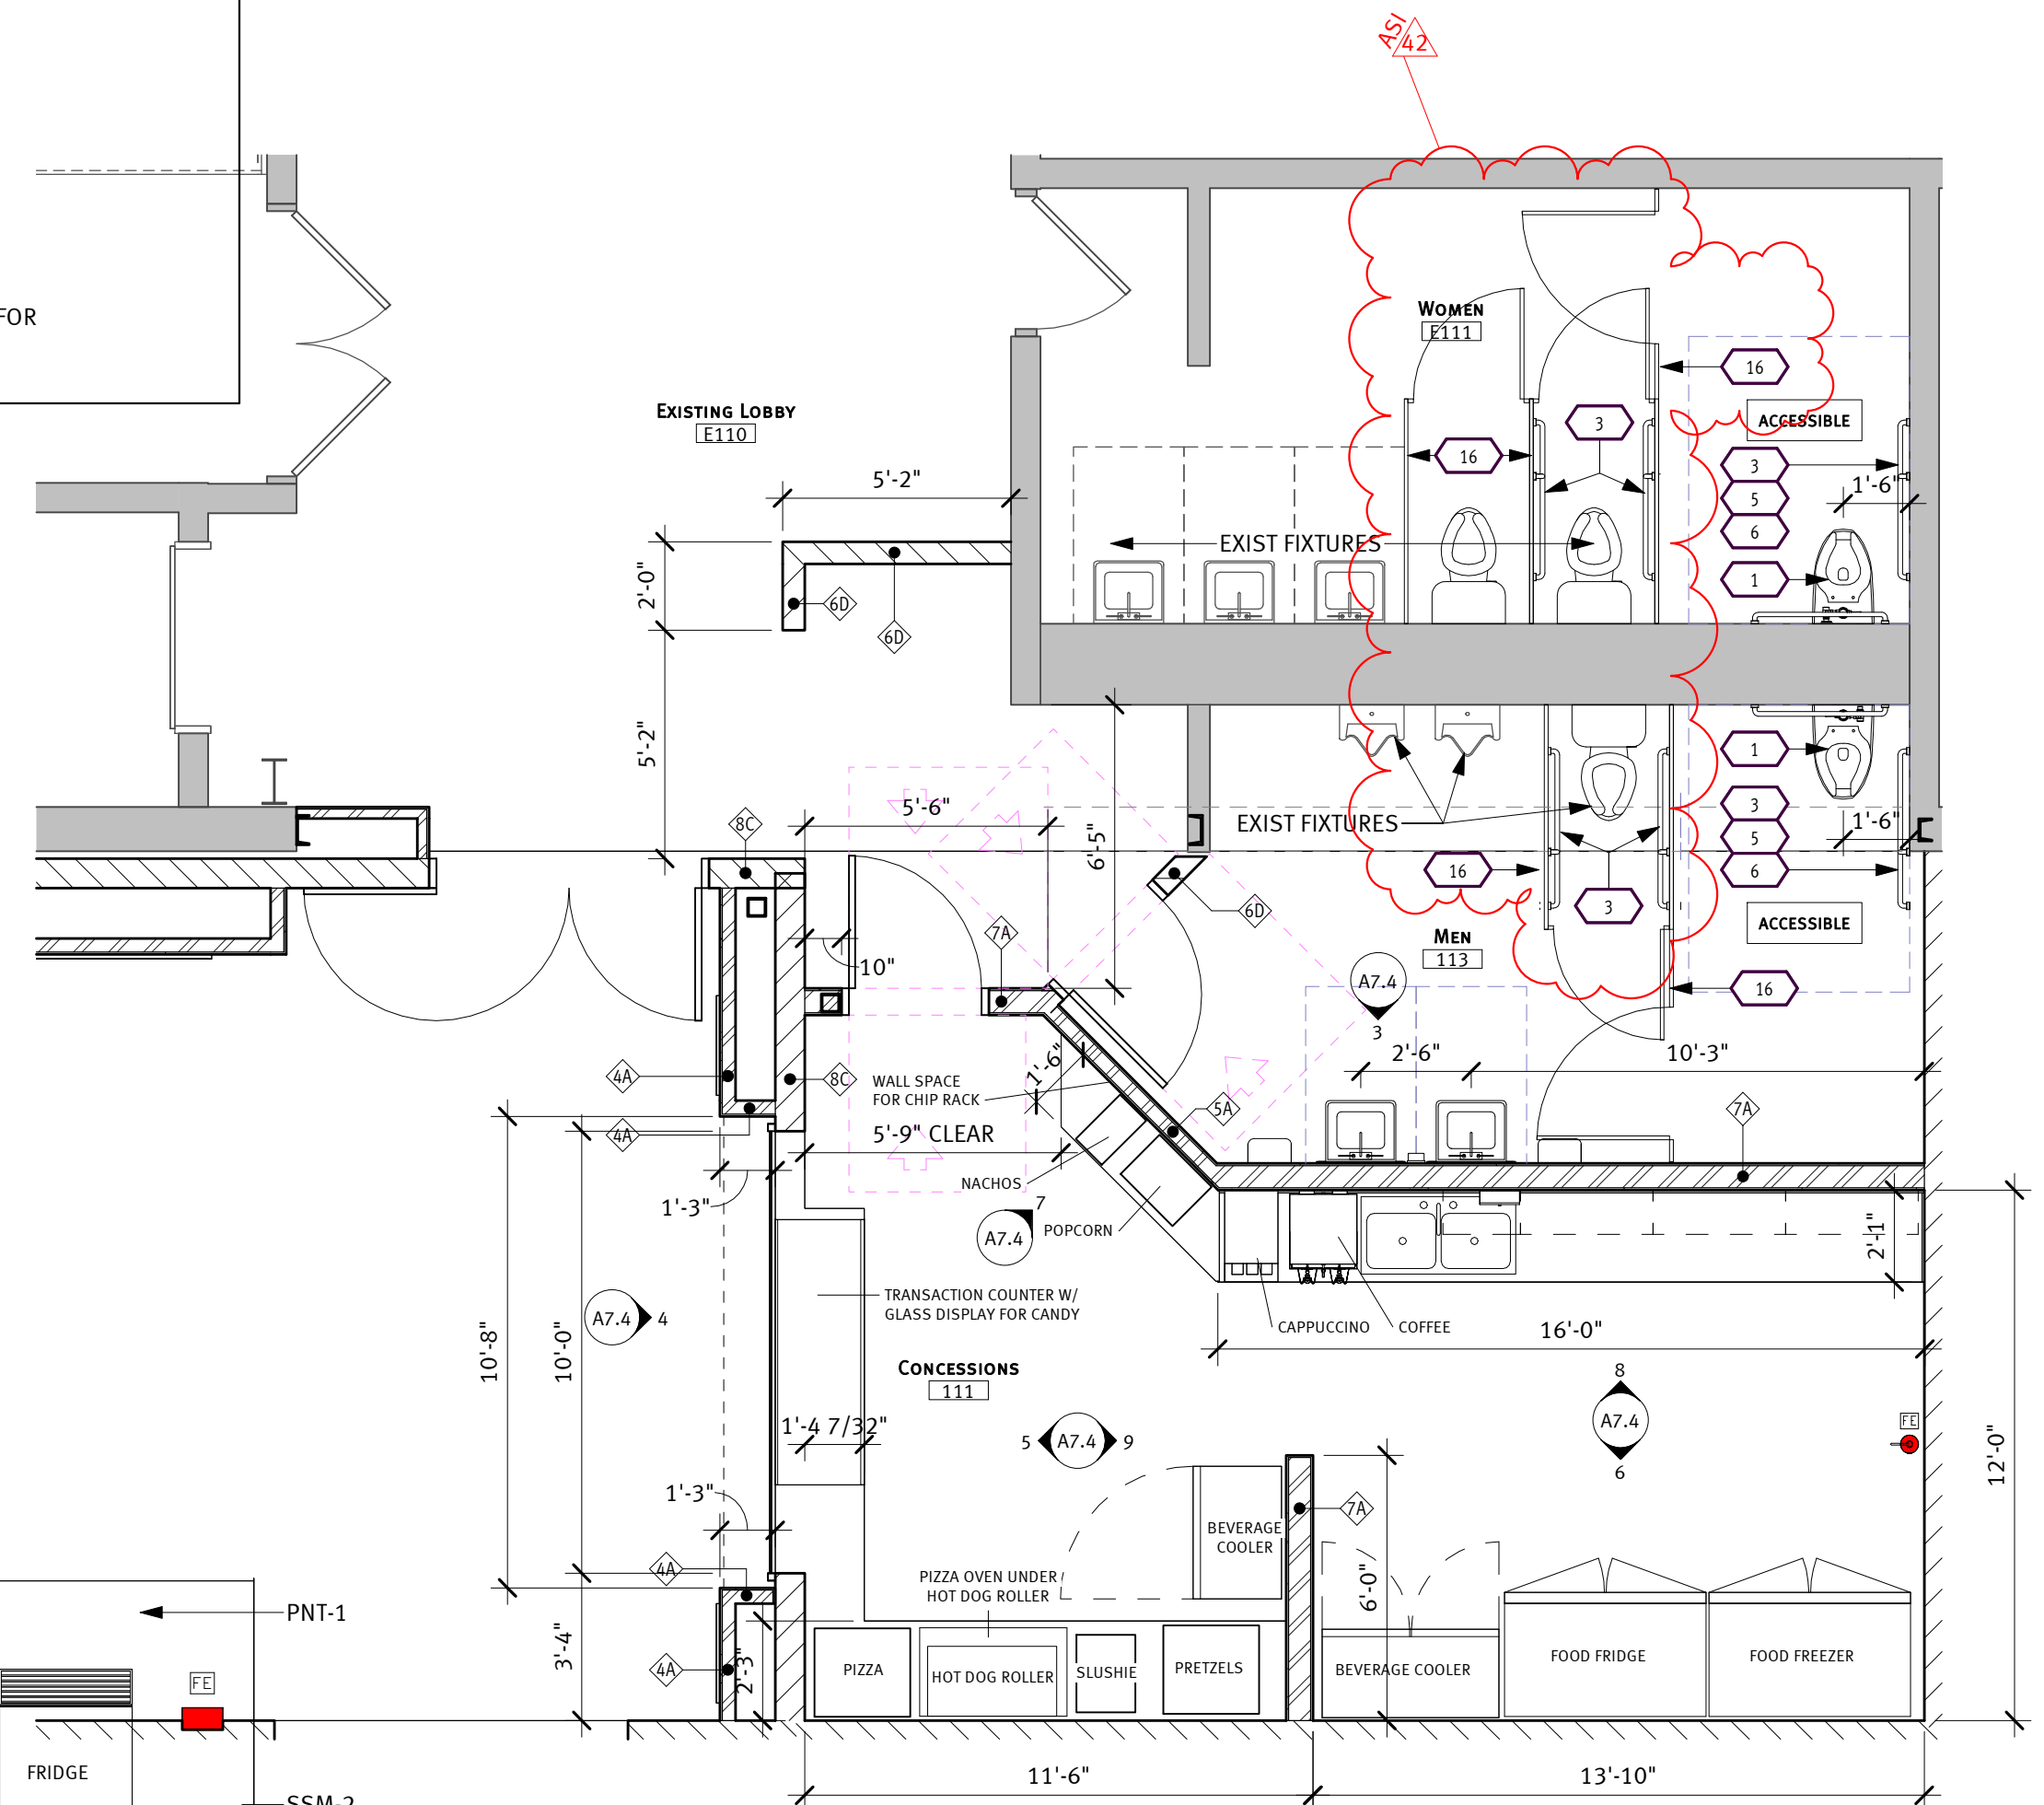 ASI
42
FOR
WOMEN
E111
16
ACCESSIBLE
3
16
3
5
6
1
1'-6"
EXISTING LOBBY
E110
5'-2"
EXIST FIXTURES
2'-0"
6D
6D
5'-2"
1
3
5
6
1'-6"
EXIST FIXTURES
8C
5'-6"
6'-5"
16
3
6D
7A
ACCESSIBLE
MEN
113
10"
A7.4
3
16
2'-6"
10'-3"
4A
8C
WALL SPACE
FOR CHIP RACK
1'-6"
5A
7A
4A
5'-9" CLEAR
NACHOS
1'-3"
7
A7.4
POPCORN
2'-1"
TRANSACTION COUNTER W/
GLASS DISPLAY FOR CANDY
A7.4
4
CAPPUCCINO
COFFEE
16'-0"
10'-8"
10'-0"
CONCESSIONS
111
8
A7.4
6
FE
1'-4 7/32"
5
A7.4
9
12'-0"
1'-3"
7A
BEVERAGE
COOLER
4A
PIZZA OVEN UNDER
HOT DOG ROLLER
6'-0"
PNT-1
3'-4"
4A
2'-3"
PIZZA
HOT DOG ROLLER
SLUSHIE
PRETZELS
BEVERAGE COOLER
FOOD FRIDGE
FOOD FREEZER
FE
FRIDGE
11'-6"
13'-10"
SSM-2